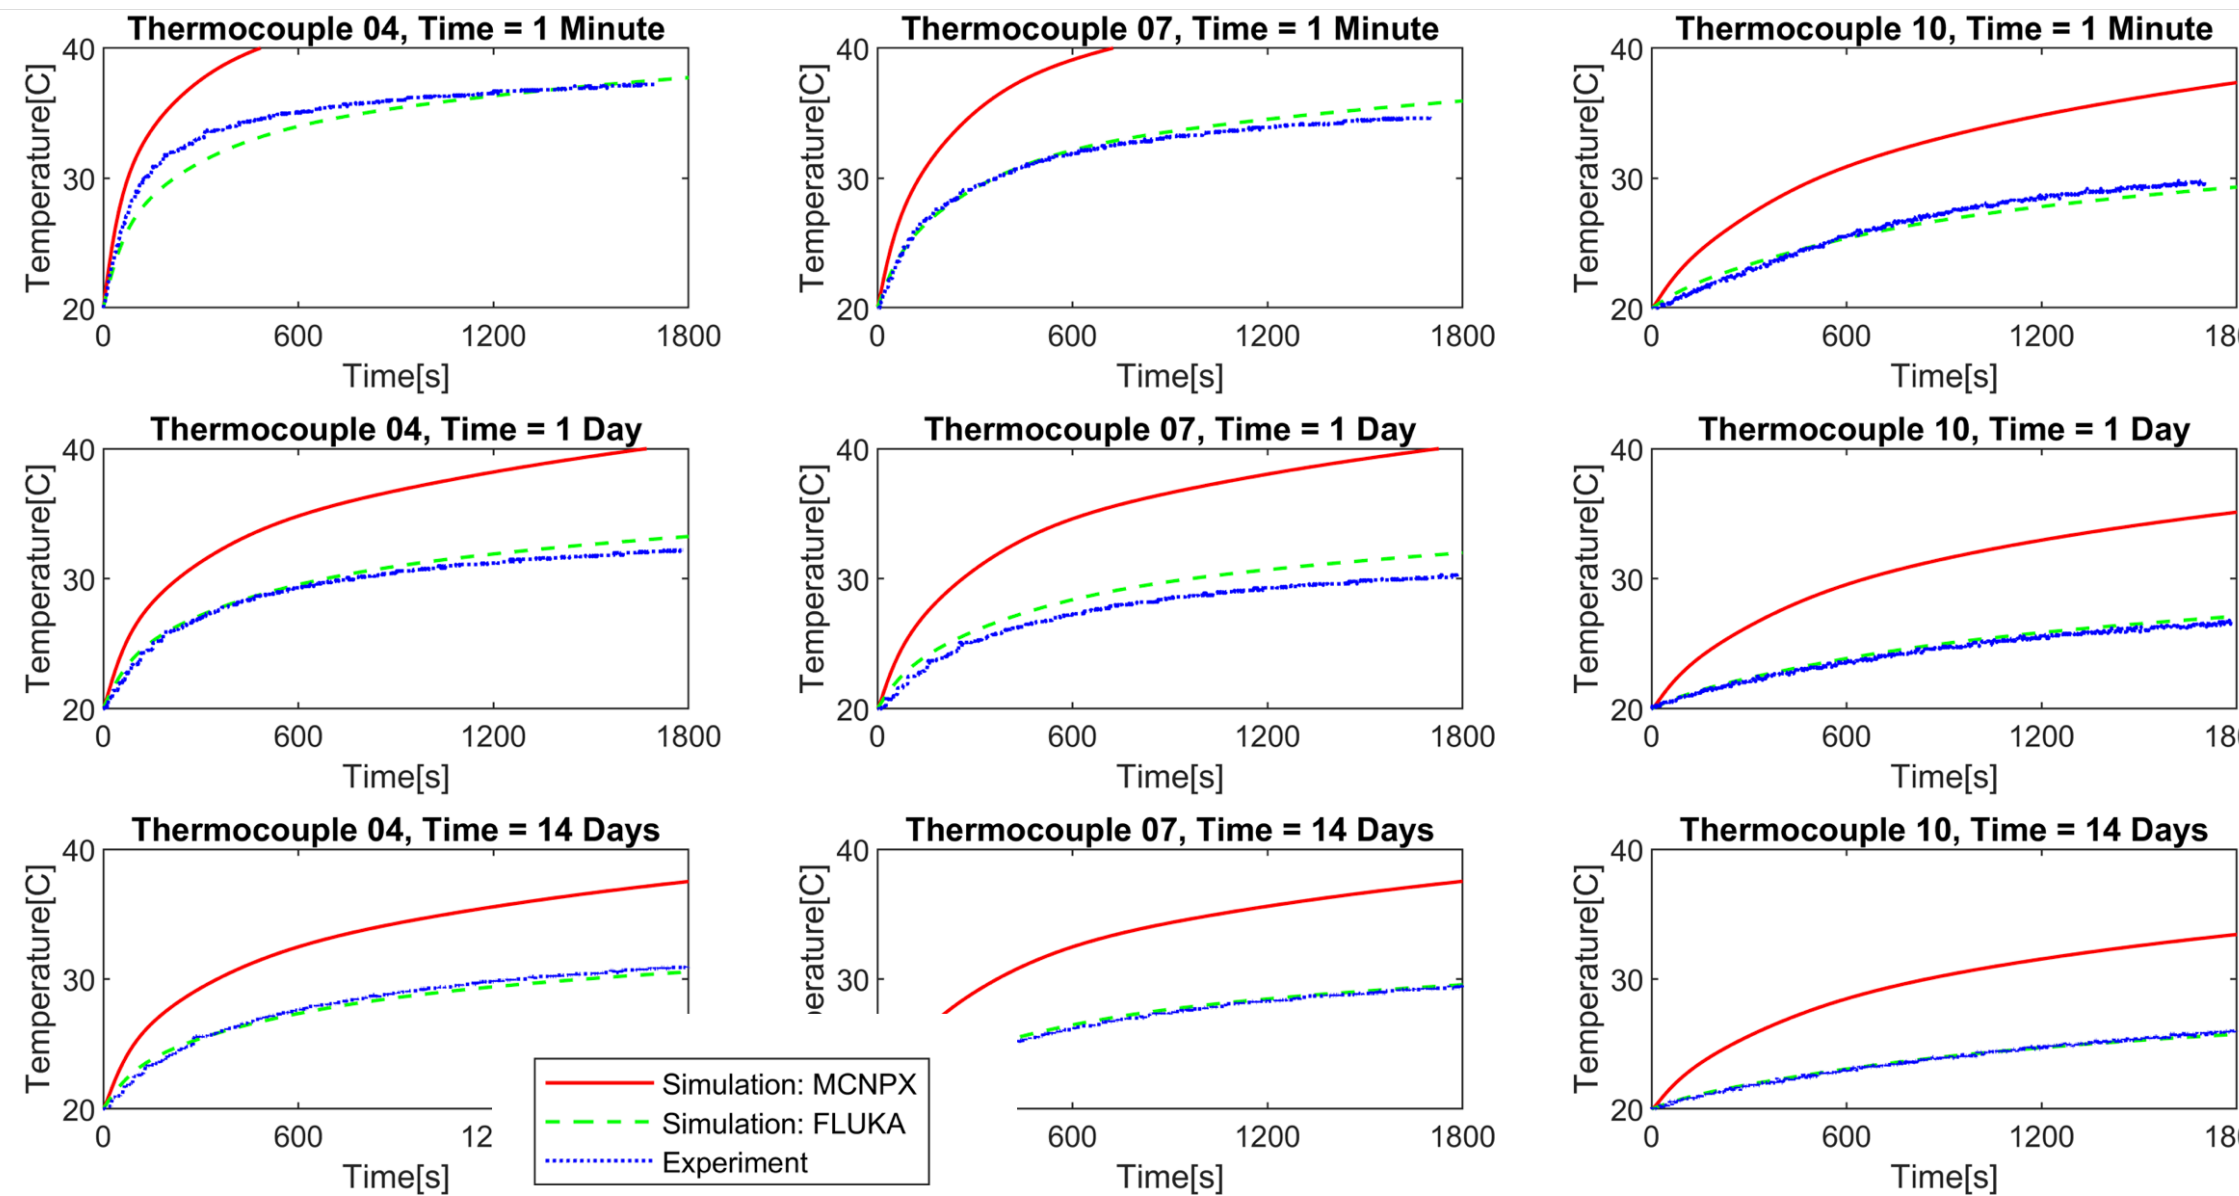 Thermocouple 04, Time = 1 Minute
40
30
20
Temperature[C]
0 600 1200 1800
Time[s]
Thermocouple 07, Time = 1 Minute
40
30
20
Temperature[C]
0 600 1200 1800
Time[s]
Thermocouple 10, Time = 1 Minute
40
30
20
Temperature[C]
0 600 1200 18
Time[s]
Thermocouple 04, Time = 1 Day
40
30
20
Temperature[C]
0 600 1200 1800
Time[s]
Thermocouple 07, Time = 1 Day
40
30
20
Temperature[C]
0 600 1200 1800
Time[s]
Thermocouple 10, Time = 1 Day
40
30
20
Temperature[C]
0 600 1200 18
Time[s]
Thermocouple 04, Time = 14 Days
40
30
20
Temperature[C]
0 600 12
Time[s]
Thermocouple 07, Time = 14 Days
40
30
erature[C]
600 1200 1800
Time[s]
Thermocouple 10, Time = 14 Days
40
30
20
Temperature[C]
0 600 1200 18
Time[s]
Simulation: MCNPX
Simulation: FLUKA
Experiment